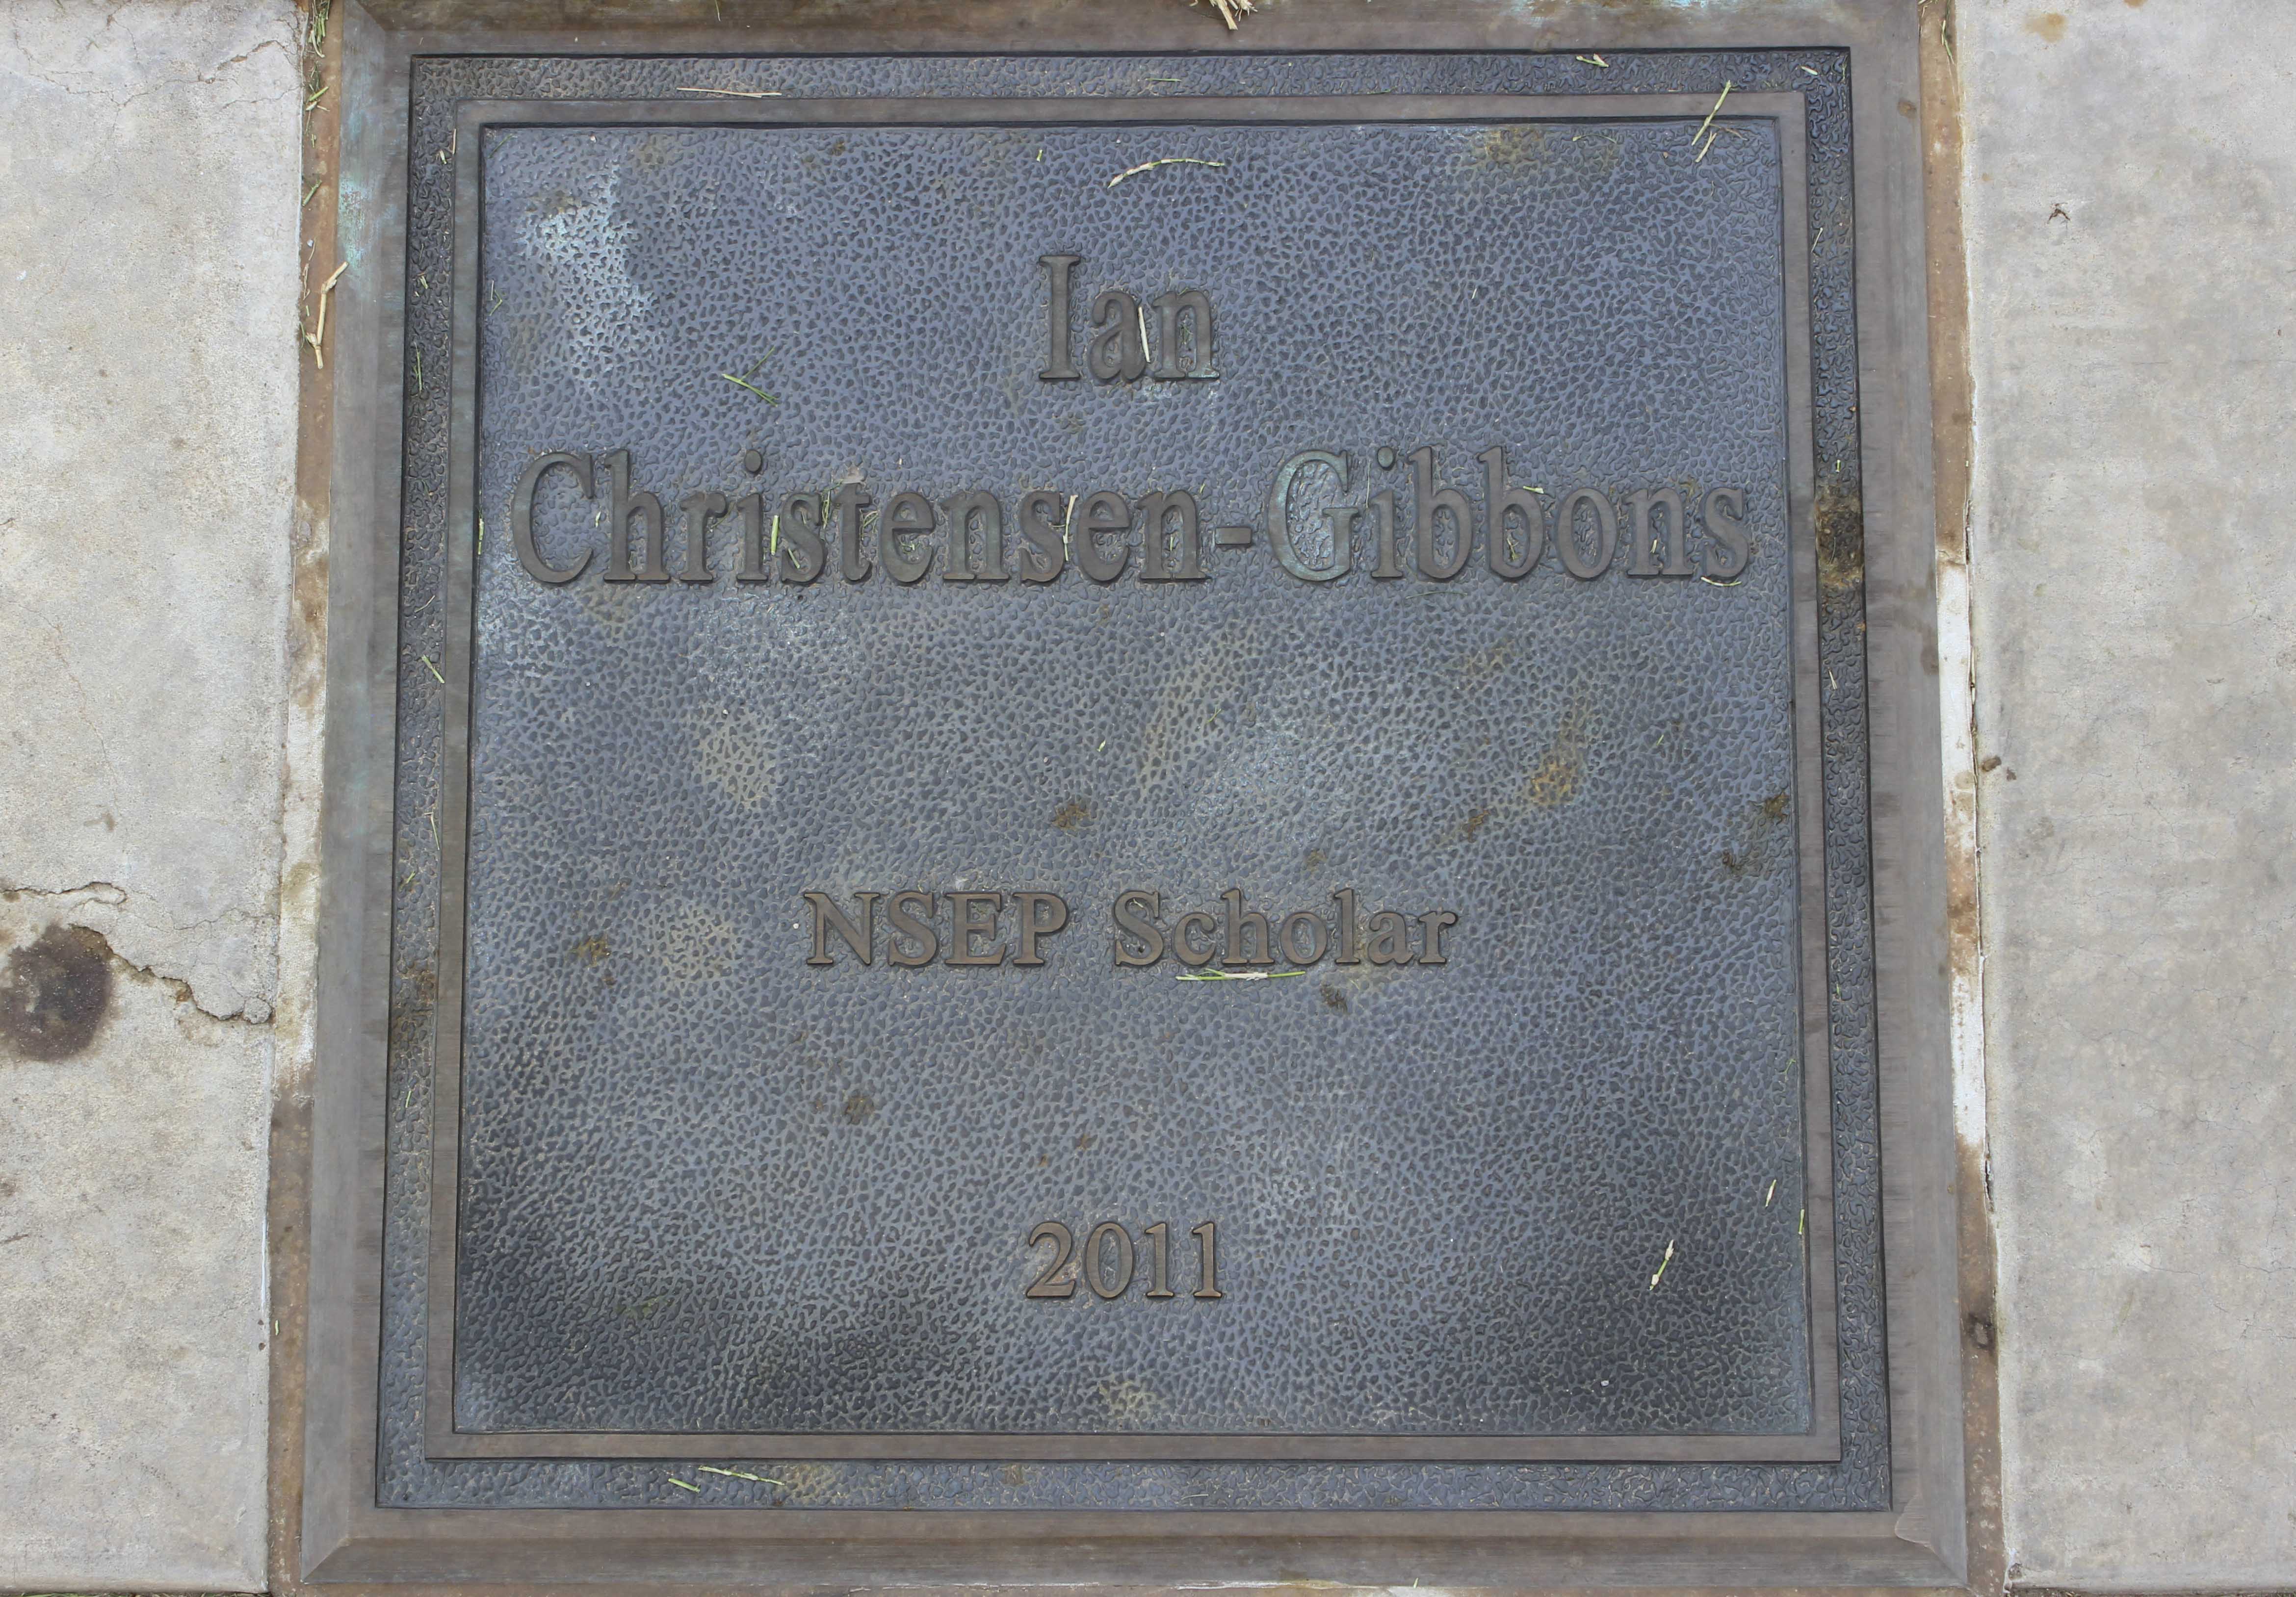 Ian
Christensen-Gibbons
NSEP Scholar
2011